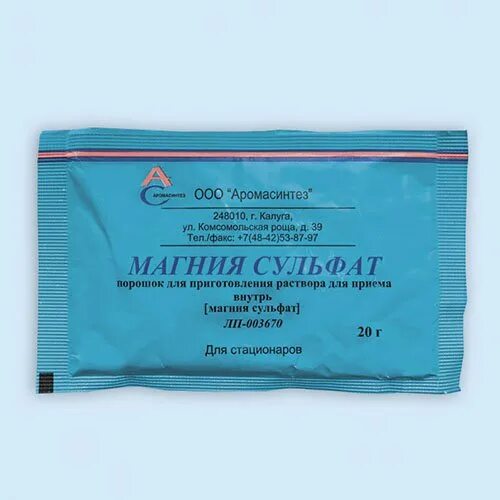 АРОМАСИНТЕЗ
ООО "Аромасинтез"
248010, г. Калуга,
ул. Комсомольская роща, д. 39
Тел./факс: +7(48-42)53-87-97
МАГНИЯ СУЛЬФАТ
порошок для приготовления раствора для приема
внутрь
[магния сульфат]
ЛП-003670
20 г
Для стационаров